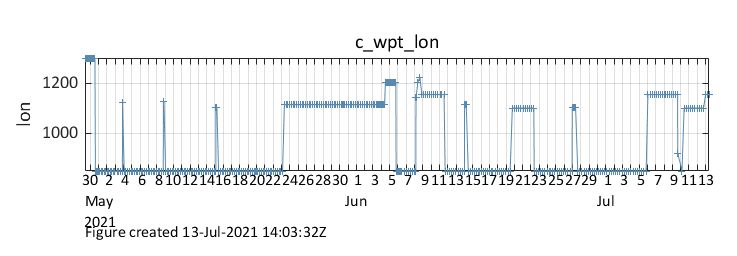 c_wpt_lon
lon
1200
1000
30 2 4 6 8 10 12 14 16 18 20 22 24 26 28 30 1 3 5 7 9 11 13 15 17 19 21 23 25 27 29 1 3 5 7 9 11 13
May Jun Jul
2021
Figure created 13-Jul-2021 14:03:32Z